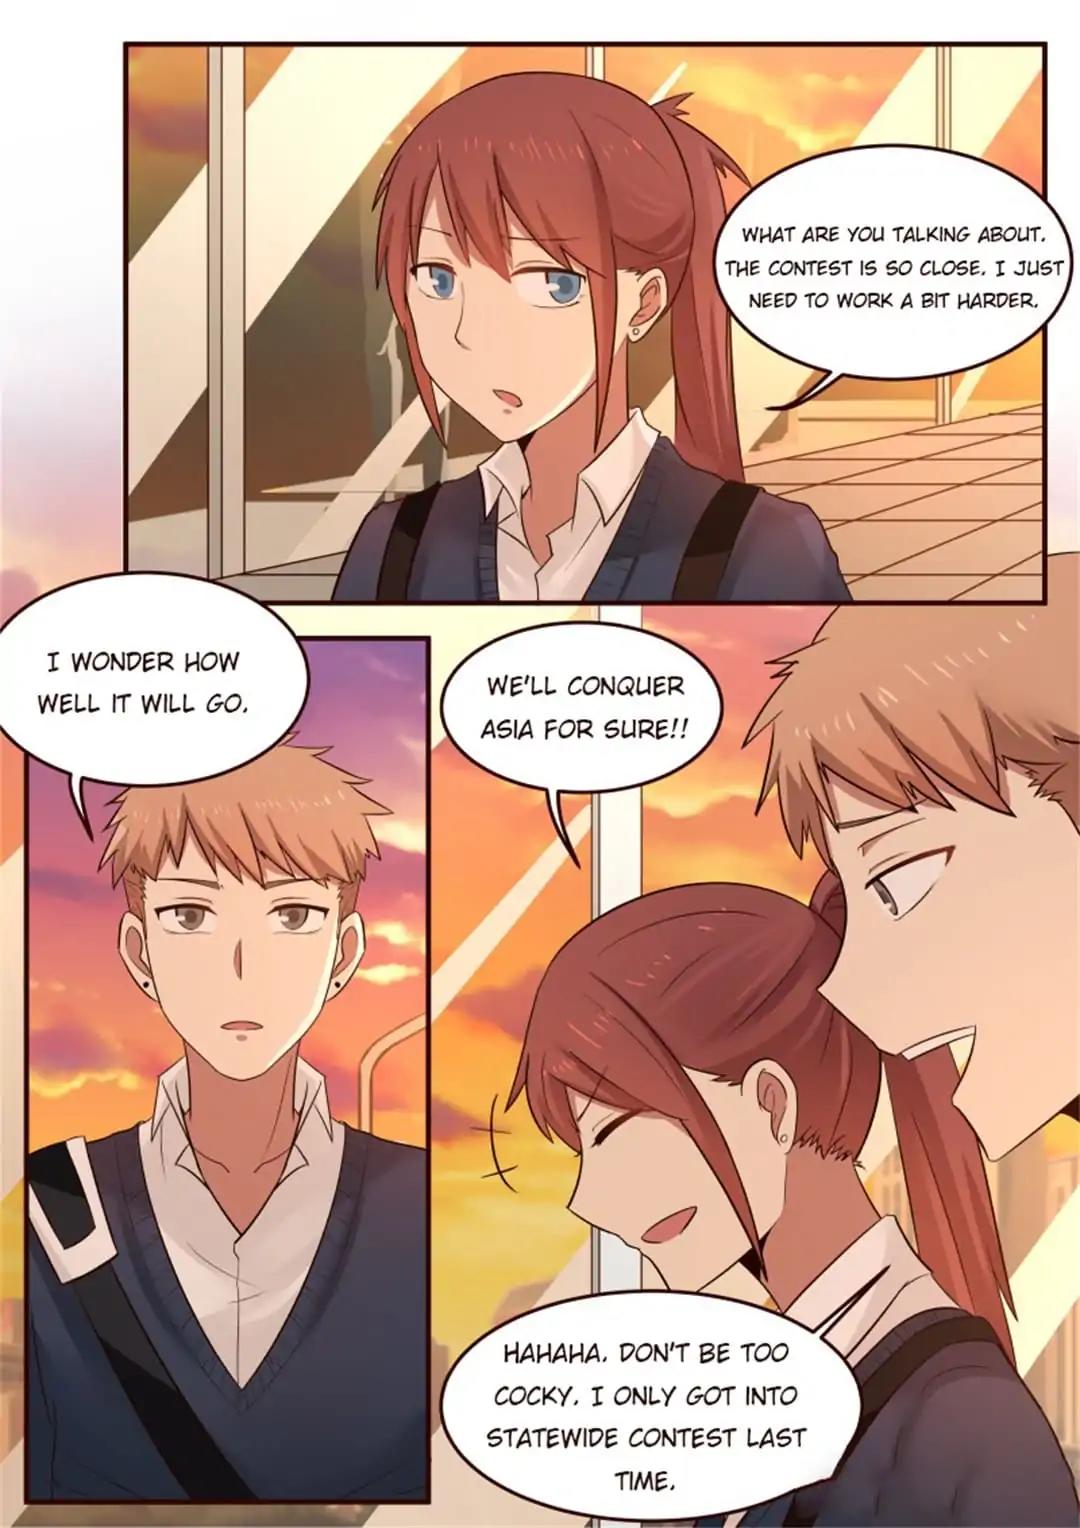 WHAT ARE YOU TALKING ABOUT.
THE CONTEST IS SO CLOSE. I JUST
NEED TO WORK A BIT HARDER.
I WONDER HOW
WELL IT WILL GO.
WE'LL CONQUER
ASIA FOR SURE!!
HAHAHA. DON'T BE TOO
COCKY. I ONLY GOT INTO
STATEWIDE CONTEST LAST
TIME.